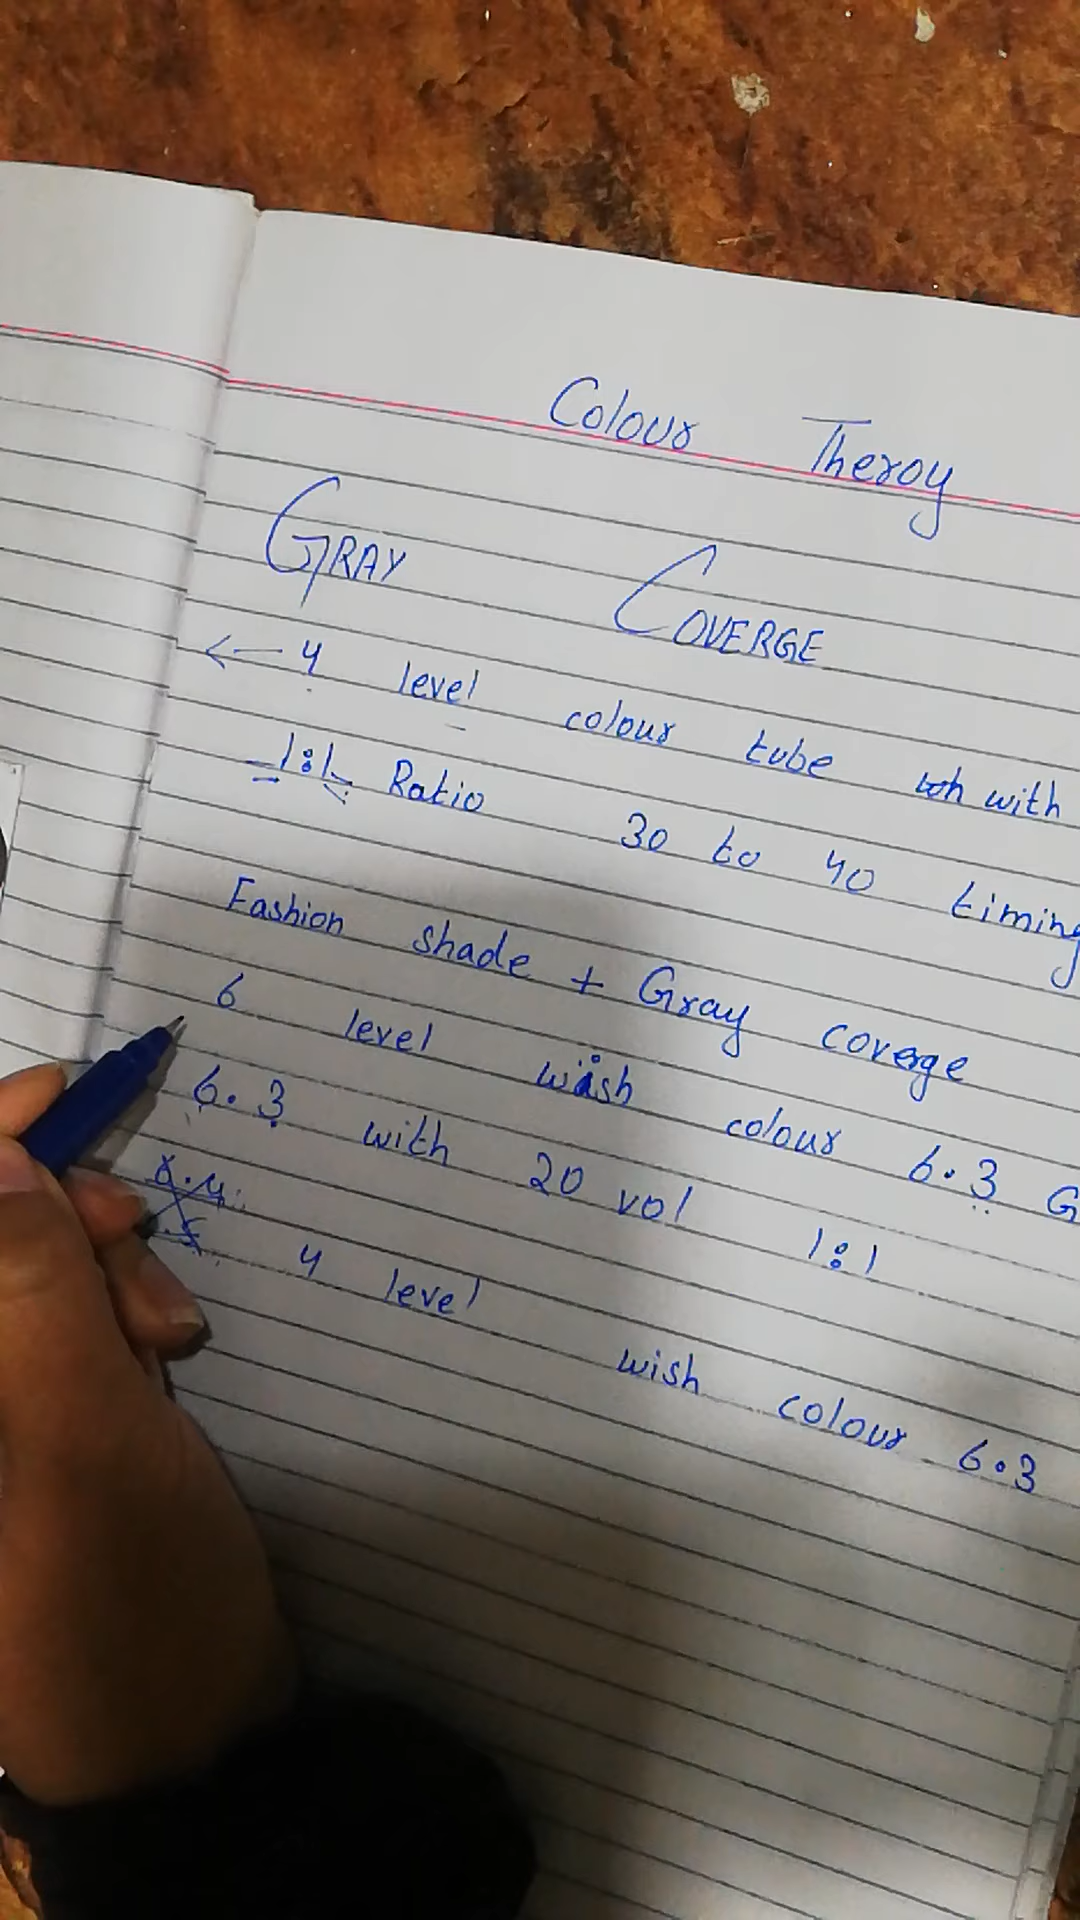 Colour Theroy
GRAY COVERGE
← 4 level colour tube with
1:1 Ratio 30 to 40 timing
Fashion shade + Gray coverge
6 level wish colour 6.3 G
6.3 with 20 vol 1:1
4 level wish colour 6.3